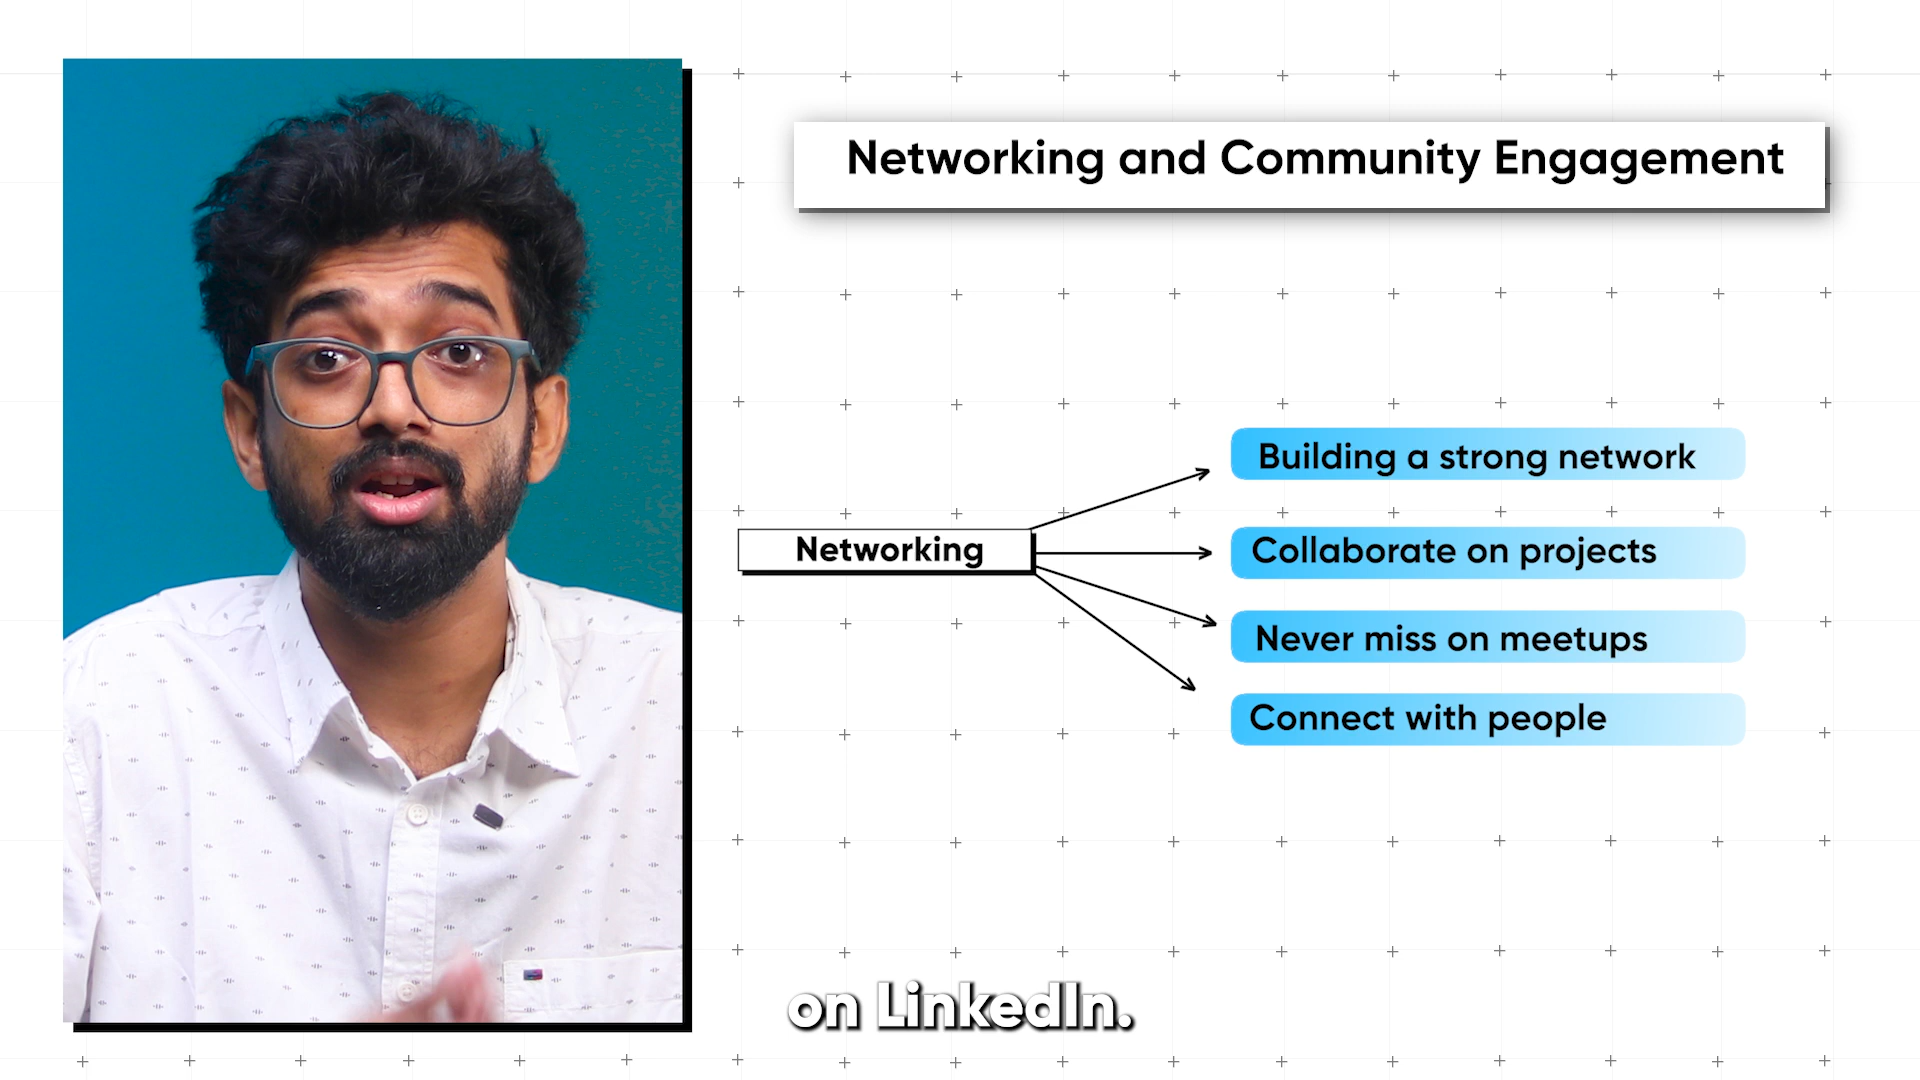 Networking and Community Engagement
Networking
Building a strong network
Collaborate on projects
Never miss on meetups
Connect with people
on LinkedIn.